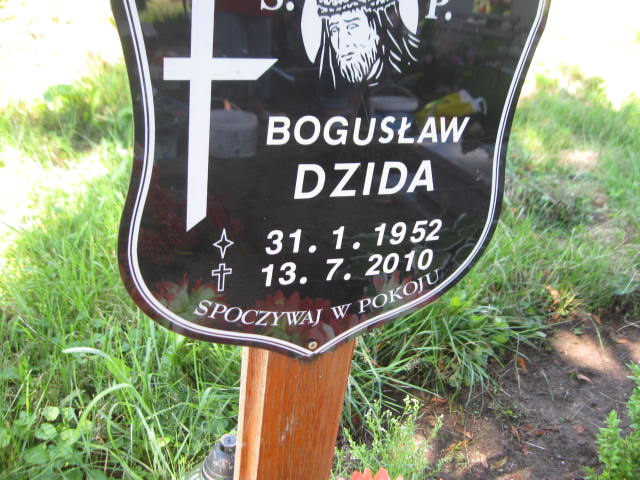 S. P.
BOGUSŁAW
DZIDA
31. 1. 1952
13. 7. 2010
SPOCZYWAJ W POKOJU